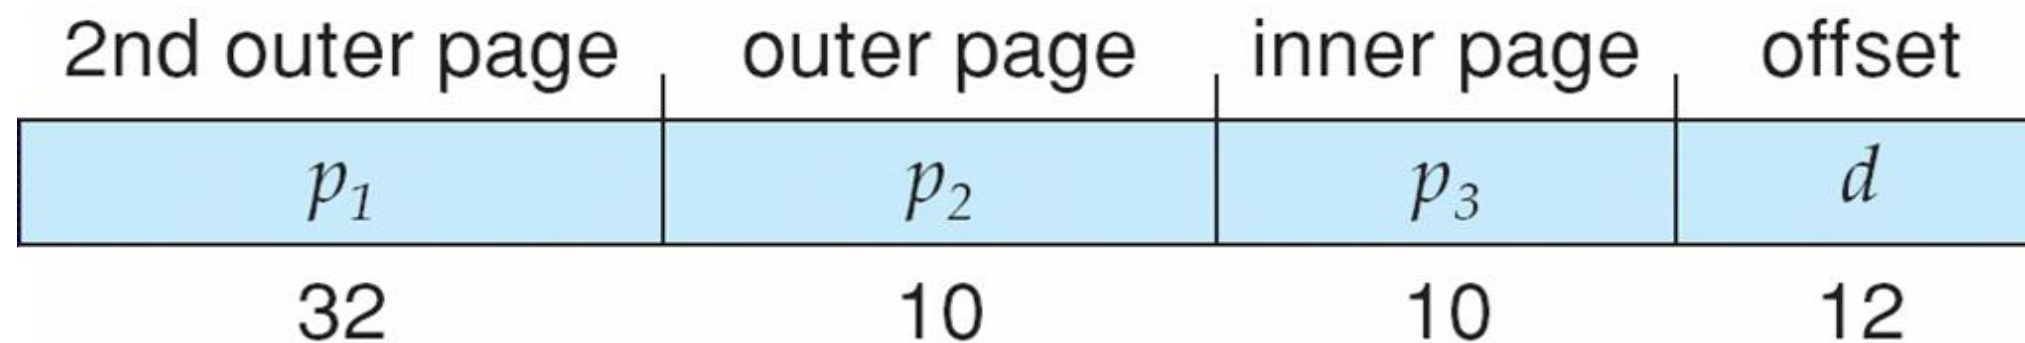 2nd outer page outer page inner page offset
p1 p2 p3 d
32 10 10 12